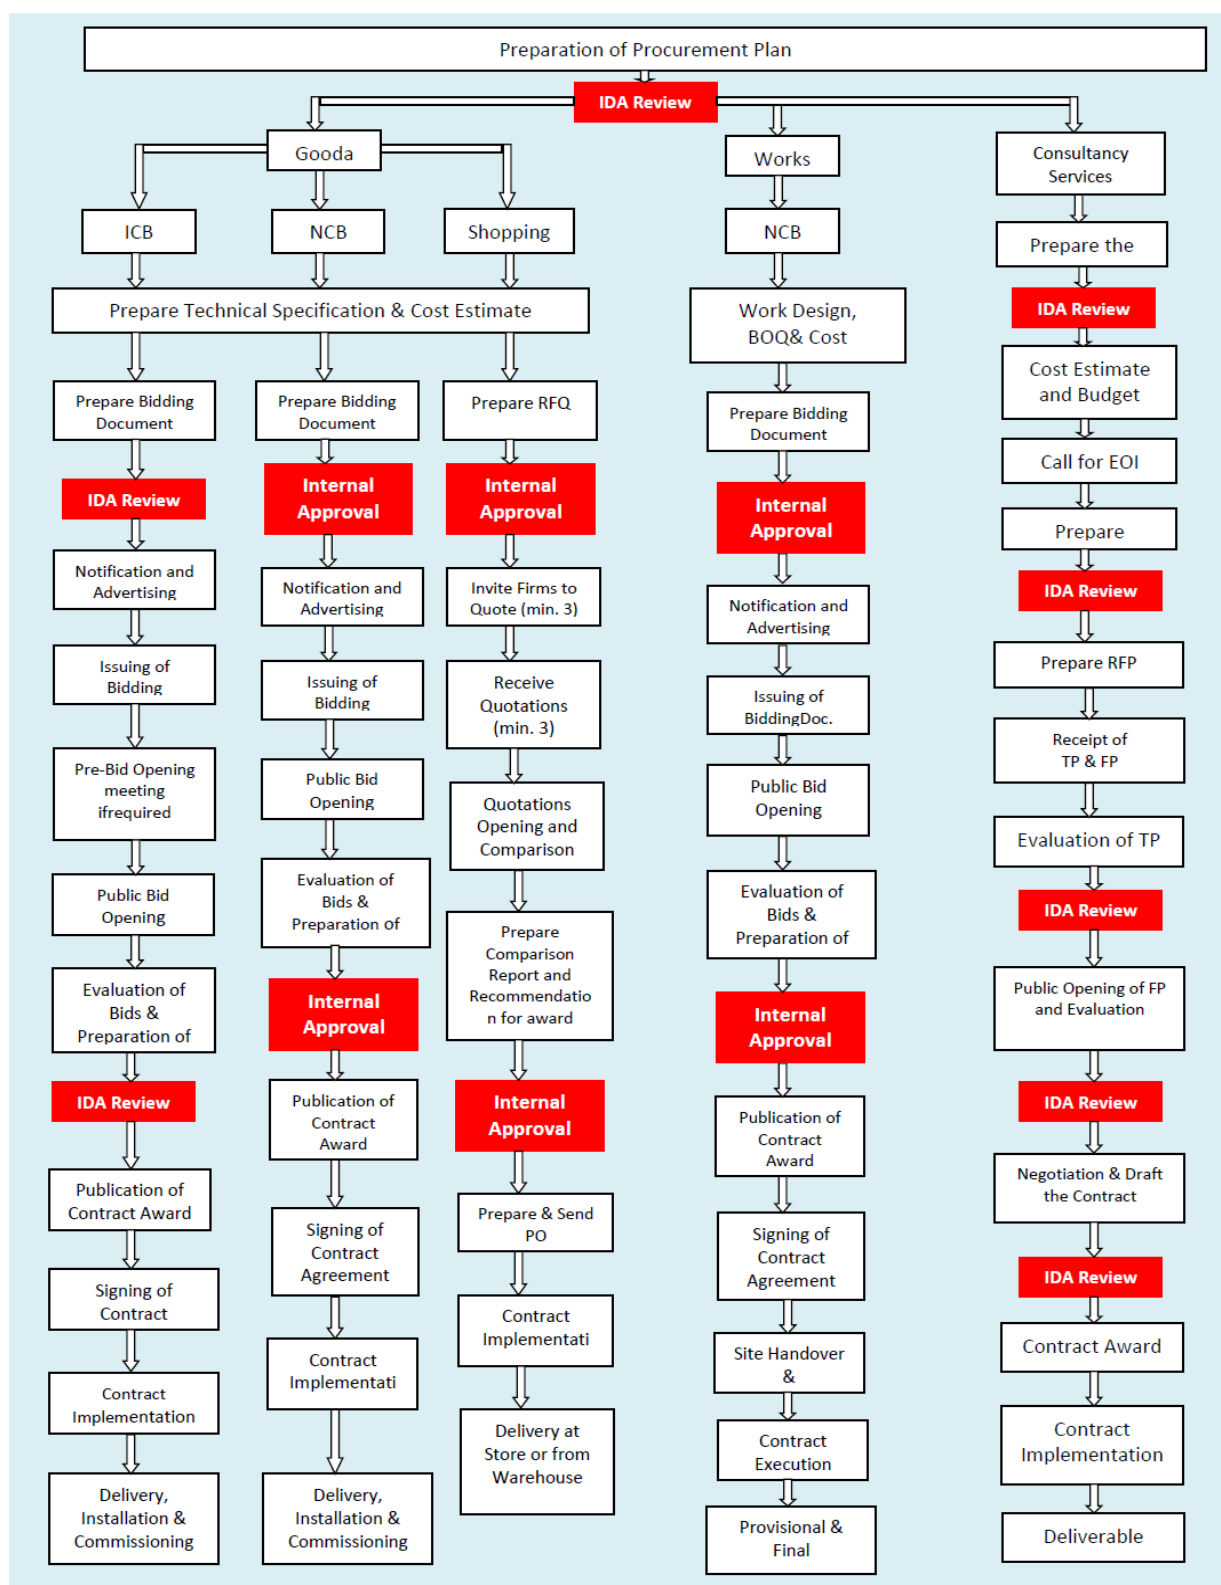 Preparation of Procurement Plan
IDA Review
Gooda
Works
Consultancy
Services
ICB
NCB
Shopping
NCB
Prepare the
Prepare Technical Specification & Cost Estimate
Work Design,
BOQ& Cost
IDA Review
Cost Estimate
and Budget
Prepare Bidding
Document
Prepare Bidding
Document
Prepare RFQ
Prepare Bidding
Document
Call for EOI
IDA Review
Internal
Approval
Internal
Approval
Internal
Approval
Prepare
Notification and
Advertising
Notification and
Advertising
Invite Firms to
Quote (min. 3)
Notification and
Advertising
IDA Review
Issuing of
Bidding
Issuing of
Bidding
Receive
Quotations
(min. 3)
Issuing of
BiddingDoc.
Prepare RFP
Receipt of
TP & FP
Pre-Bid Opening
meeting
ifrequired
Public Bid
Opening
Quotations
Opening and
Comparison
Public Bid
Opening
Evaluation of TP
Public Bid
Opening
Evaluation of
Bids &
Preparation of
Prepare
Comparison
Report and
Recommendatio
n for award
Evaluation of
Bids &
Preparation of
IDA Review
Evaluation of
Bids &
Preparation of
Internal
Approval
Internal
Approval
Public Opening of FP
and Evaluation
IDA Review
Publication of
Contract
Award
Internal
Approval
Publication of
Contract
Award
IDA Review
Publication of
Contract Award
Signing of
Contract
Agreement
Prepare & Send
PO
Signing of
Contract
Agreement
Negotiation & Draft
the Contract
IDA Review
Signing of
Contract
Contract
Implementati
Contract
Implementati
Site Handover
&
Contract Award
Contract
Implementation
Delivery at
Store or from
Warehouse
Contract
Execution
Contract
Implementation
Delivery,
Installation &
Commissioning
Delivery,
Installation &
Commissioning
Provisional &
Final
Deliverable